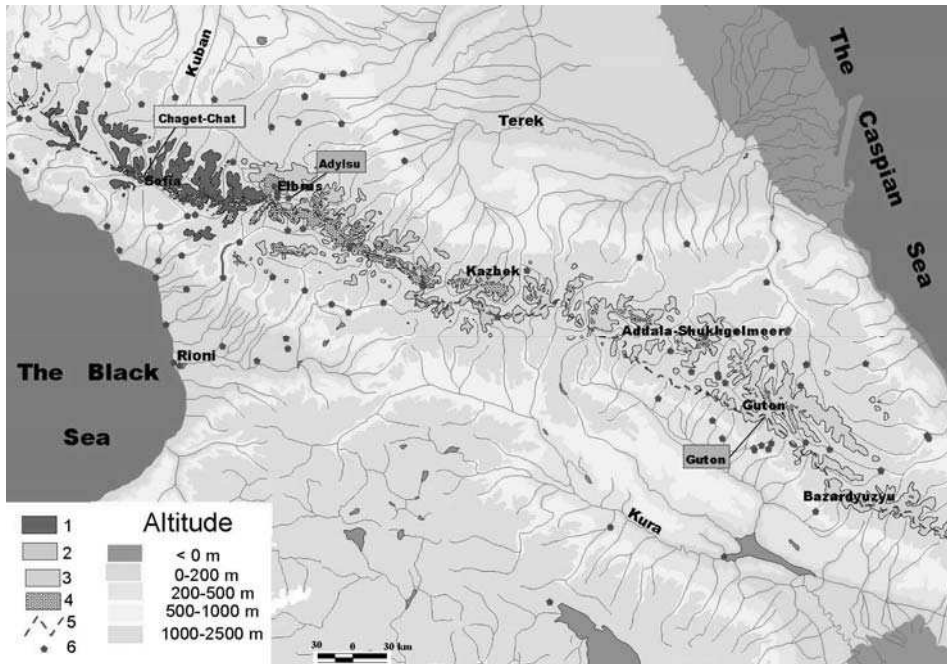 Kuban
The Caspian Sea
Chaget-Chat
Terek
Adylsu
Sofia
Elbrus
Kazbek
Addala-Shukhgelmeer
Rioni
The Black
Sea
Guton
Guton
Bazardyuzyu
Kura
1
2
3
4
5
6
Altitude
< 0 m
0-200 m
200-500 m
500-1000 m
1000-2500 m
30 0 30 km